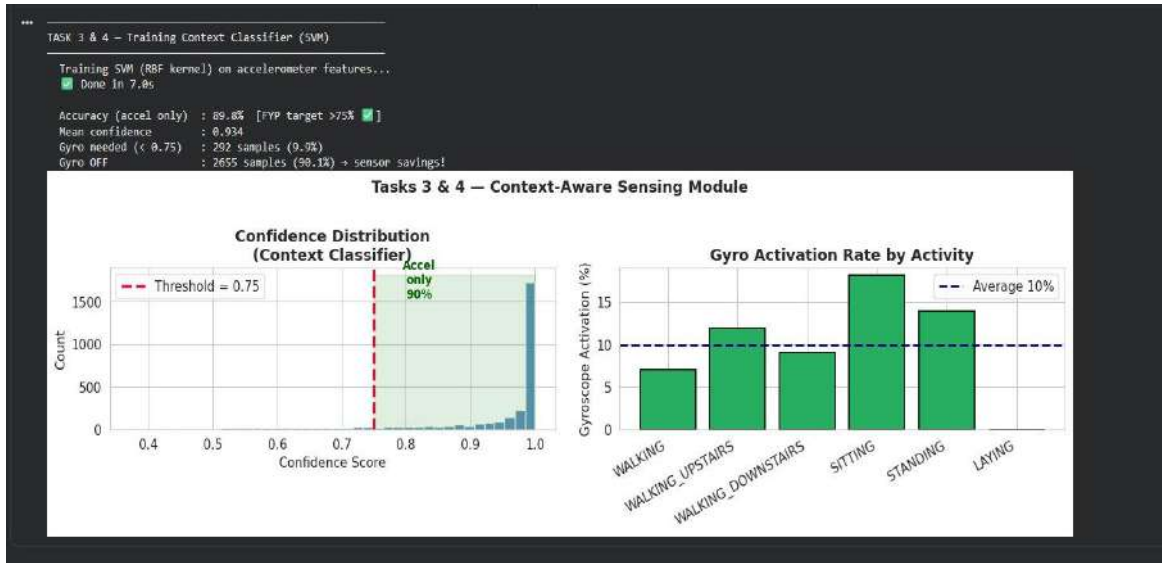 TASK 3 & 4 — Training Context Classifier (SVM)
Training SVM (RBF kernel) on accelerometer features...
✅ Done in 7.0s
Accuracy (accel only) : 89.8% [FYP target >75% ✅]
Mean confidence : 0.934
Gyro needed (< 0.75) : 292 samples (9.9%)
Gyro OFF : 2655 samples (90.1%) → sensor savings!
Tasks 3 & 4 — Context-Aware Sensing Module
Confidence Distribution
(Context Classifier)
Accel
only
90%
Threshold = 0.75
1500
1000
500
0
Count
0.4 0.5 0.6 0.7 0.8 0.9 1.0
Confidence Score
Gyro Activation Rate by Activity
Average 10%
15
10
5
0
Gyroscope Activation (%)
WALKING
WALKING_UPSTAIRS
WALKING_DOWNSTAIRS
SITTING
STANDING
LAYING